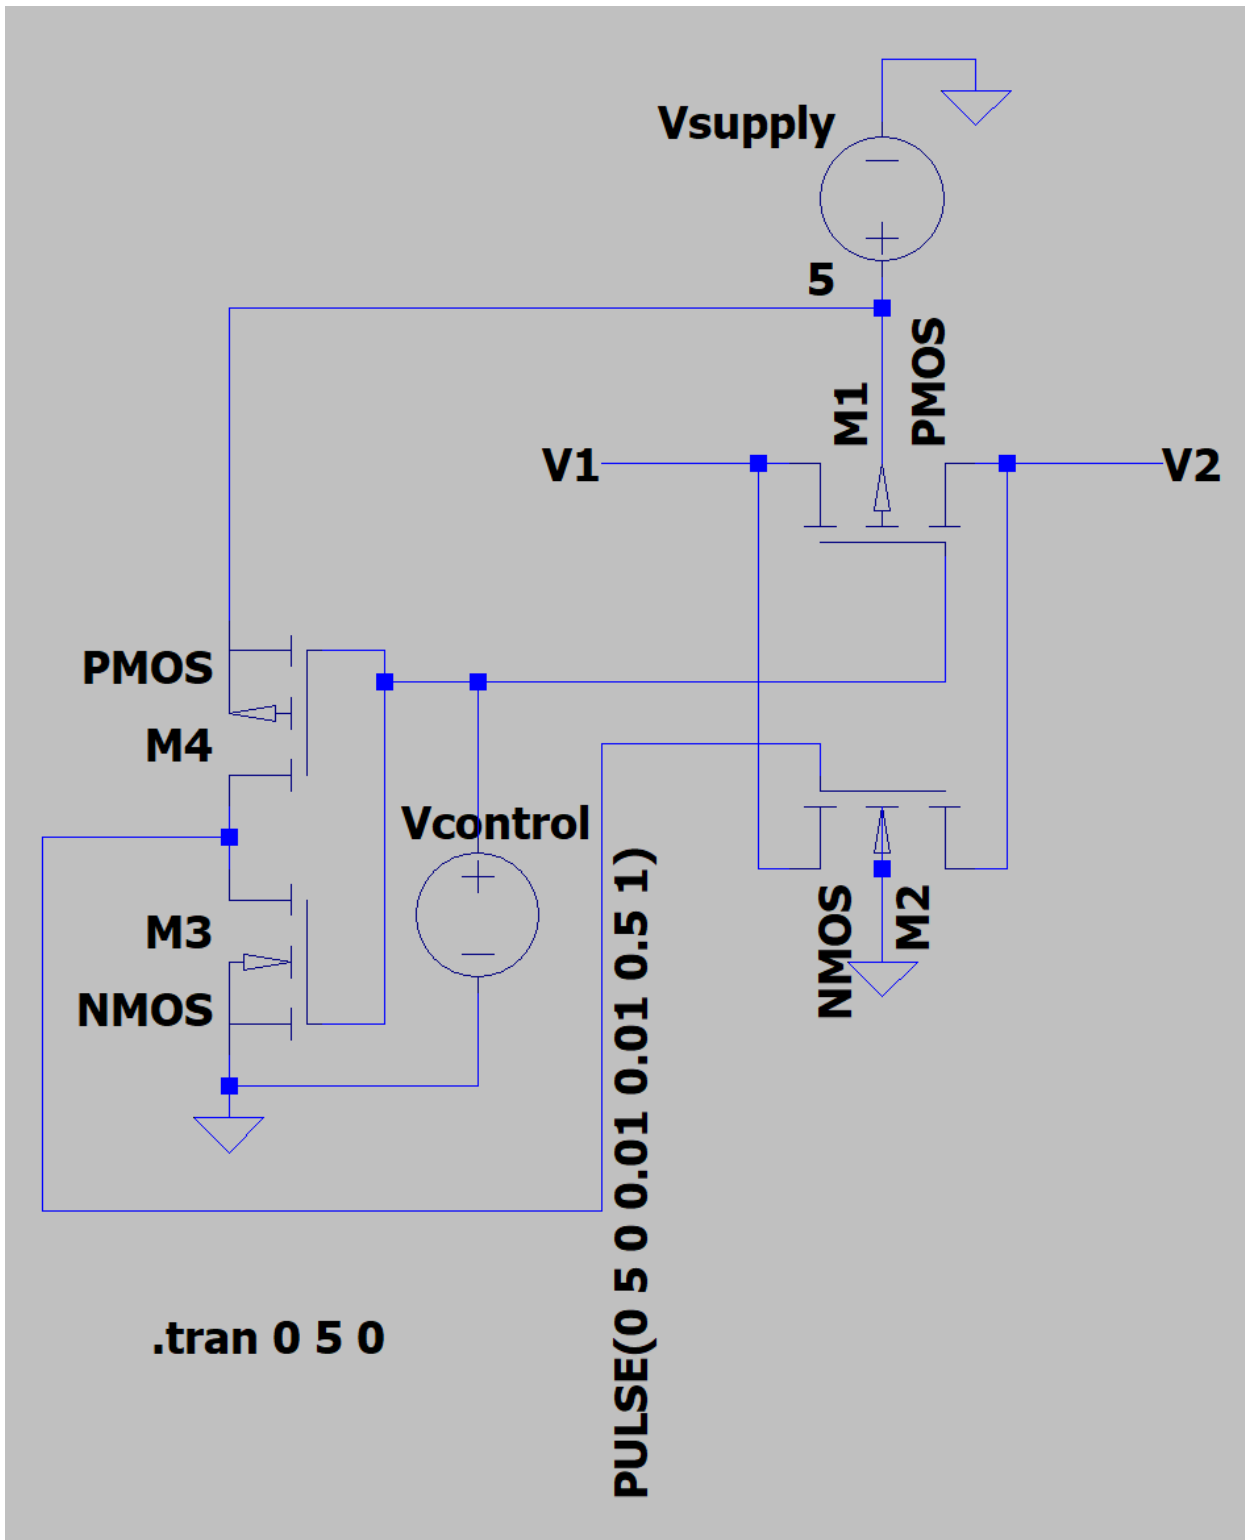 Vsupply
5
PMOS
M1
V1
V2
PMOS
M4
Vcontrol
M3
NMOS
NMOS
M2
PULSE(0 5 0 0.01 0.01 0.5 1)
.tran 0 5 0